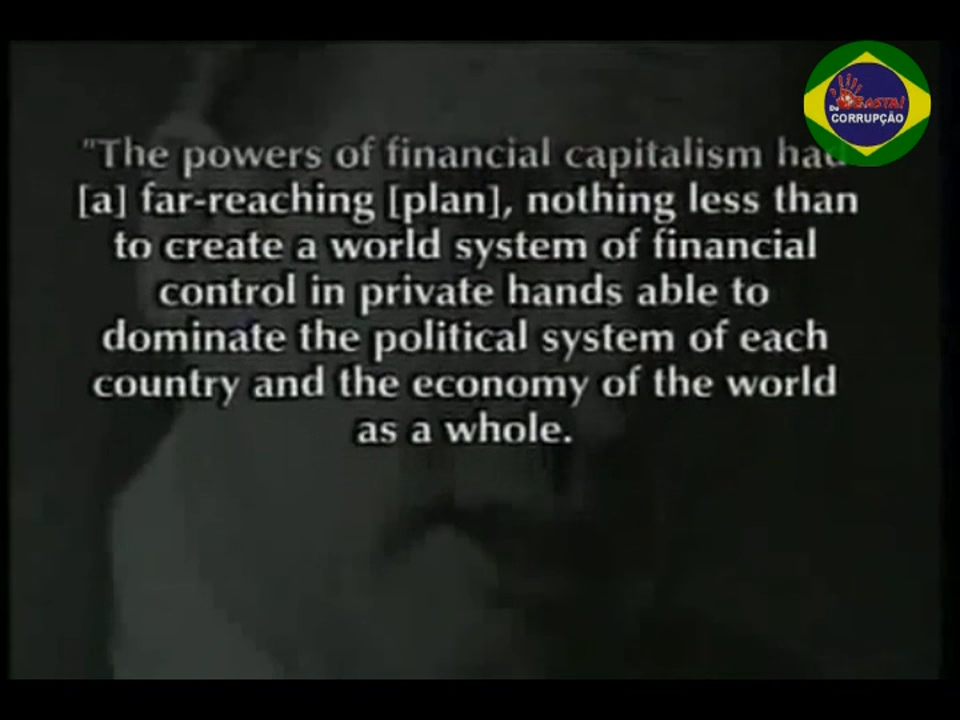 "The powers of financial capitalism had
[a] far-reaching [plan], nothing less than
to create a world system of financial
control in private hands able to
dominate the political system of each
country and the economy of the world
as a whole.
BASTA!
De
CORRUPÇÃO